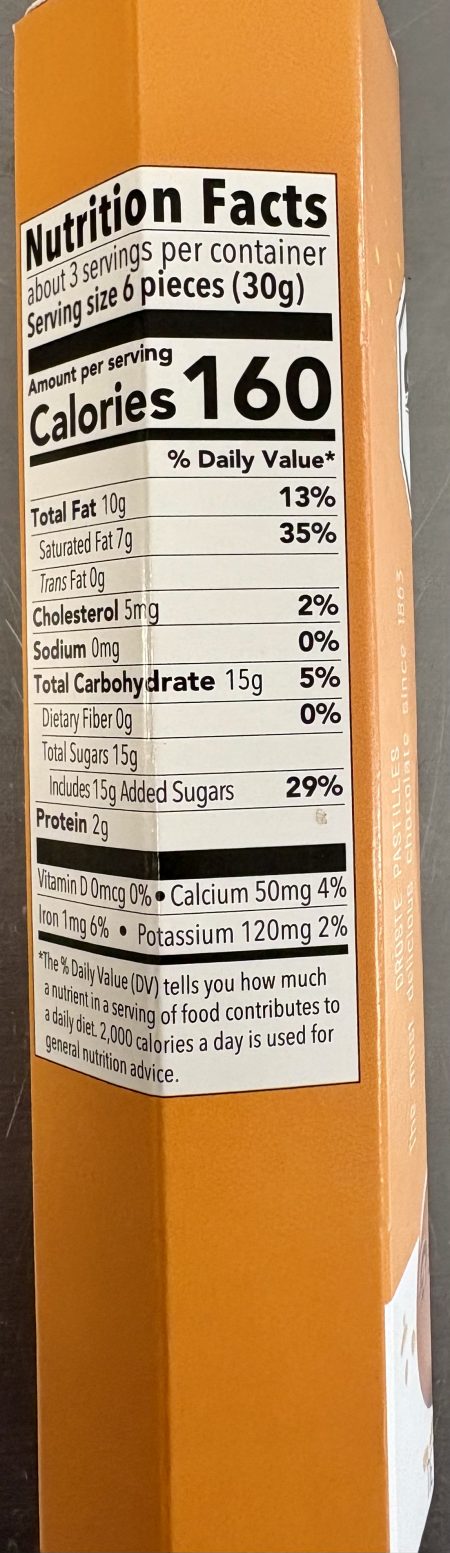 Nutrition Facts
about 3 servings per container
Serving size 6 pieces (30g)
Amount per serving
Calories 160
% Daily Value*
Total Fat 10g 13%
Saturated Fat 7g 35%
Trans Fat 0g
Cholesterol 5mg 2%
Sodium 0mg 0%
Total Carbohydrate 15g 5%
Dietary Fiber 0g 0%
Total Sugars 15g
Includes 15g Added Sugars 29%
Protein 2g
Vitamin D 0mcg 0% • Calcium 50mg 4%
Iron 1mg 6% • Potassium 120mg 2%
*The % Daily Value (DV) tells you how much
a nutrient in a serving of food contributes to
a daily diet. 2,000 calories a day is used for
general nutrition advice.
DROSTE PASTILLES
the most delicious chocolate since 1863